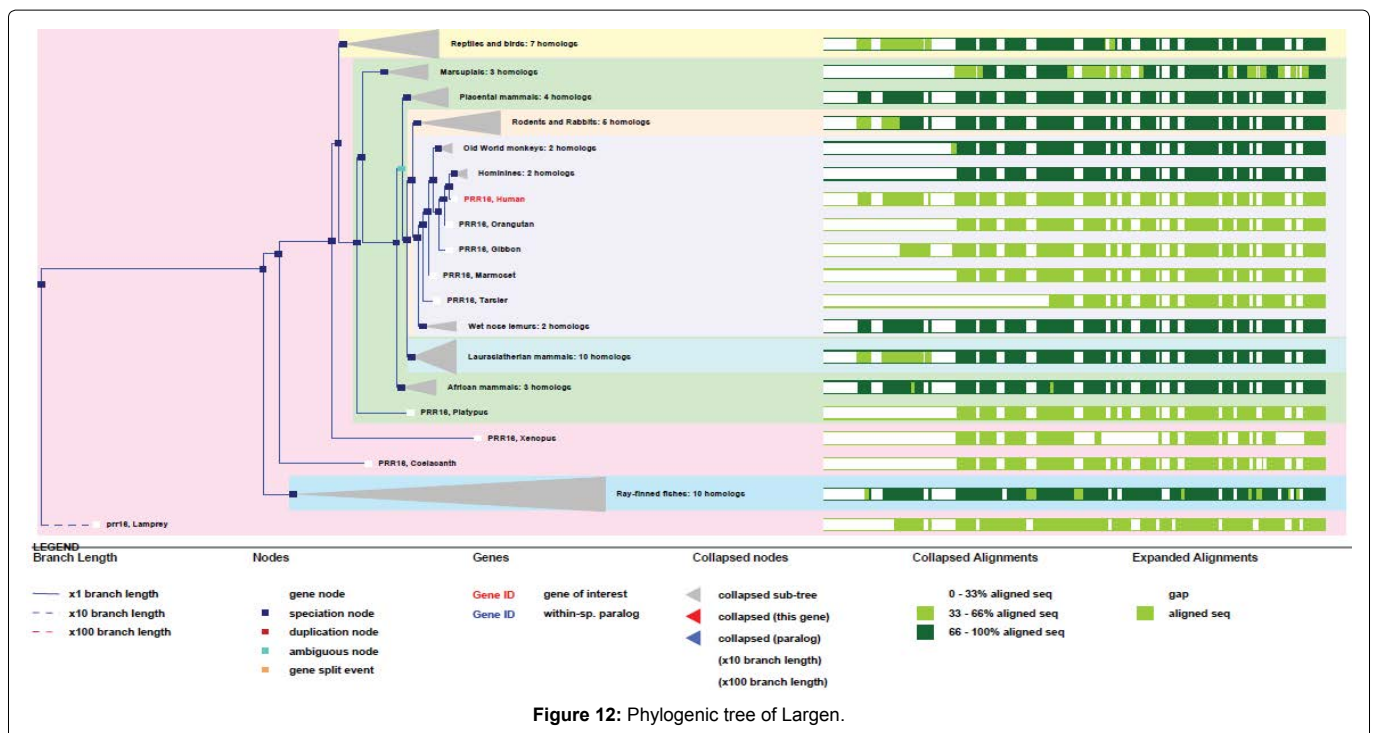 Reptiles and birds: 7 homologs
Marsupials: 3 homologs
Placental mammals: 4 homologs
Rodents and Rabbits: 5 homologs
Old World monkeys: 2 homologs
Hominines: 2 homologs
PRR16, Human
PRR16, Orangutan
PRR16, Gibbon
PRR16, Marmoset
PRR16, Tarsier
Wet nose lemurs: 2 homologs
Laurasiatherian mammals: 10 homologs
African mammals: 3 homologs
PRR16, Platypus
PRR16, Xenopus
PRR16, Coelacanth
Ray-finned fishes: 10 homologs
prr16, Lamprey
LEGEND
Branch Length
x1 branch length
x10 branch length
x100 branch length
Nodes
gene node
speciation node
duplication node
ambiguous node
gene split event
Genes
Gene ID gene of interest
Gene ID within-sp. paralog
Collapsed nodes
collapsed sub-tree
collapsed (this gene)
collapsed (paralog)
(x10 branch length)
(x100 branch length)
Collapsed Alignments
0 - 33% aligned seq
33 - 66% aligned seq
66 - 100% aligned seq
Expanded Alignments
gap
aligned seq
Figure 12: Phylogenic tree of Largen.